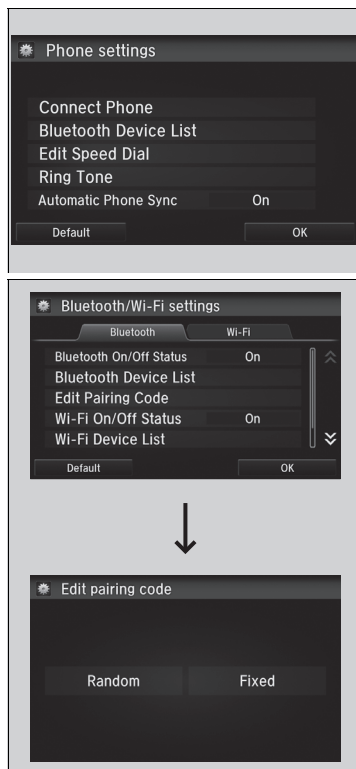 Phone settings
Connect Phone
Bluetooth Device List
Edit Speed Dial
Ring Tone
Automatic Phone Sync On
Default OK
Bluetooth/Wi-Fi settings
Bluetooth Wi-Fi
Bluetooth On/Off Status On
Bluetooth Device List
Edit Pairing Code
Wi-Fi On/Off Status On
Wi-Fi Device List
Default OK
Edit pairing code
Random Fixed